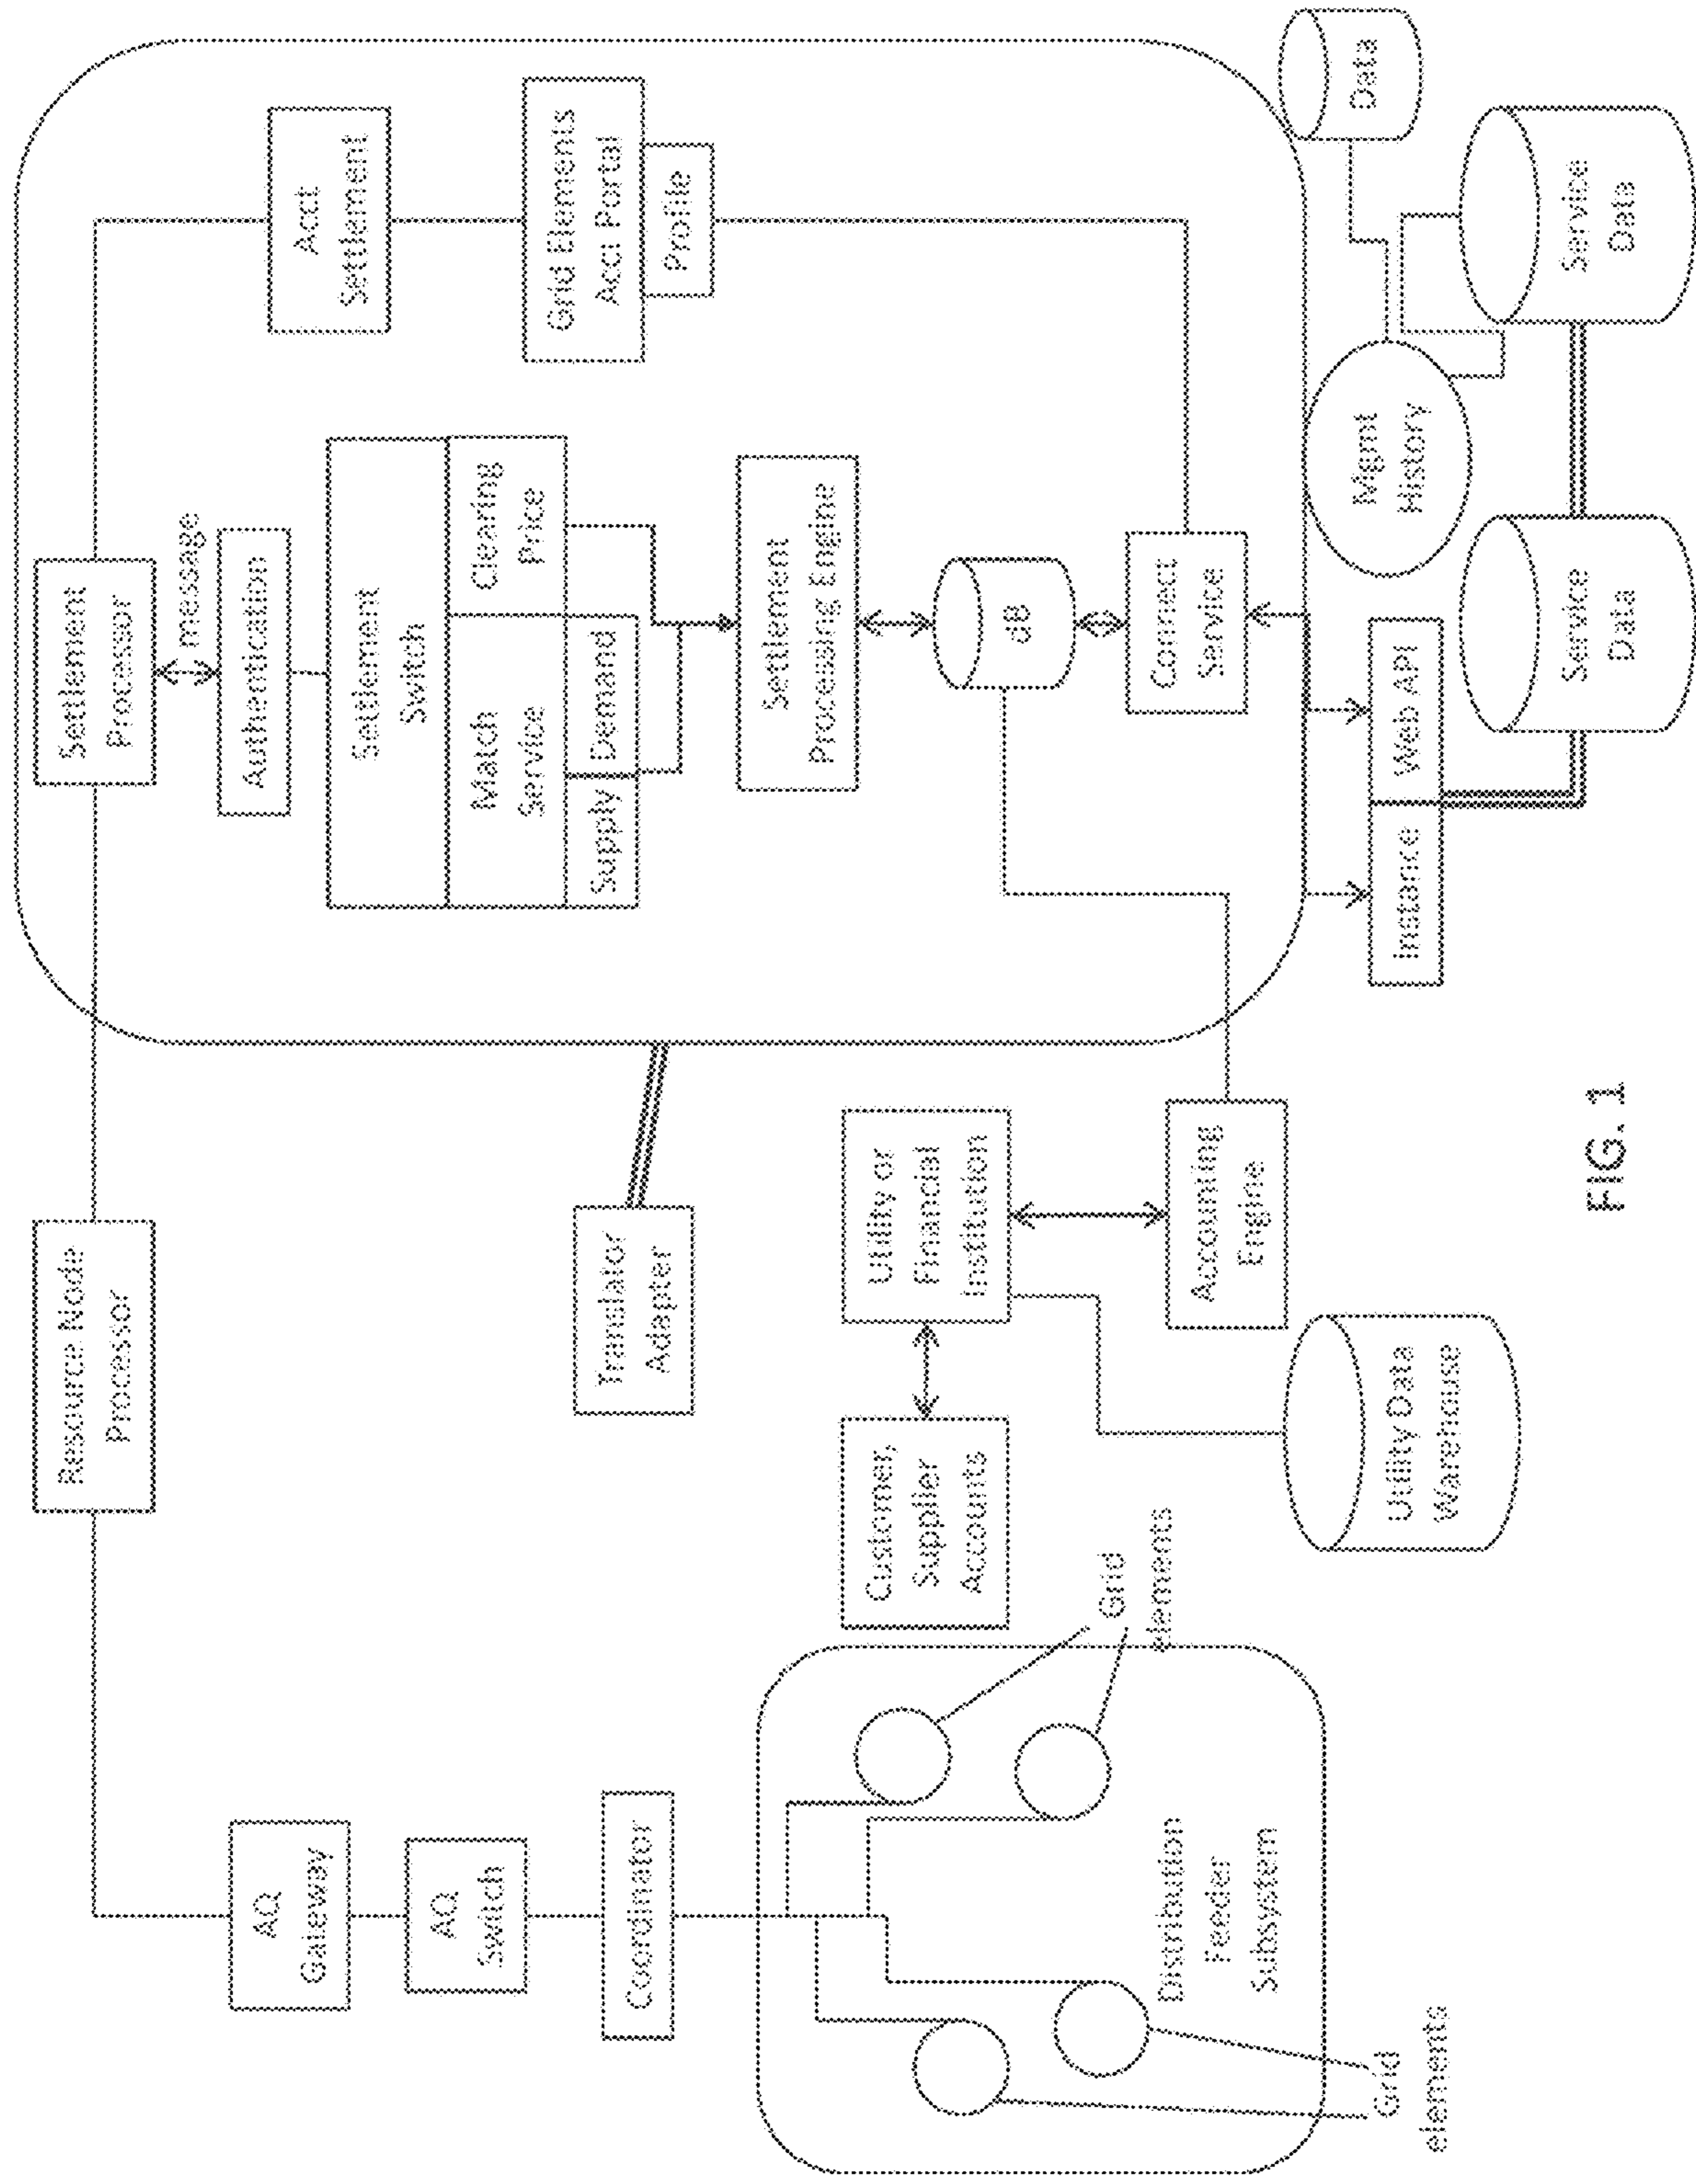 Resource Node
Processor
Settlement
Processor
message
Authentication
AQ
Gateway
AQ
Switch
Coordinator
Translator
Adapter
Settlement
Switch
Match
Service
Clearing
Price
Supply
Demand
Acct
Settlement
Grid Elements
Acct Portal
Profile
Settlement
Processing Engine
dB
Connect
Service
Customer,
Supplier
Accounts
Utility or
Financial
Institution
Accounting
Engine
Utility Data
Warehouse
Grid
elements
Distribution
Feeder
Subsystem
Grid
elements
Instance
Web API
Mgmt
History
Data
Service
Data
Service
Data
FIG. 1